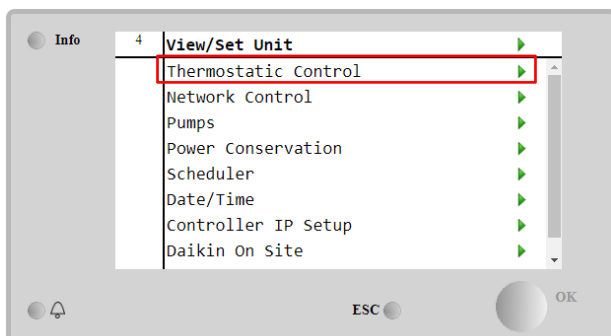 Info
4 View/Set Unit
Thermostatic Control
Network Control
Pumps
Power Conservation
Scheduler
Date/Time
Controller IP Setup
Daikin On Site
ESC
OK